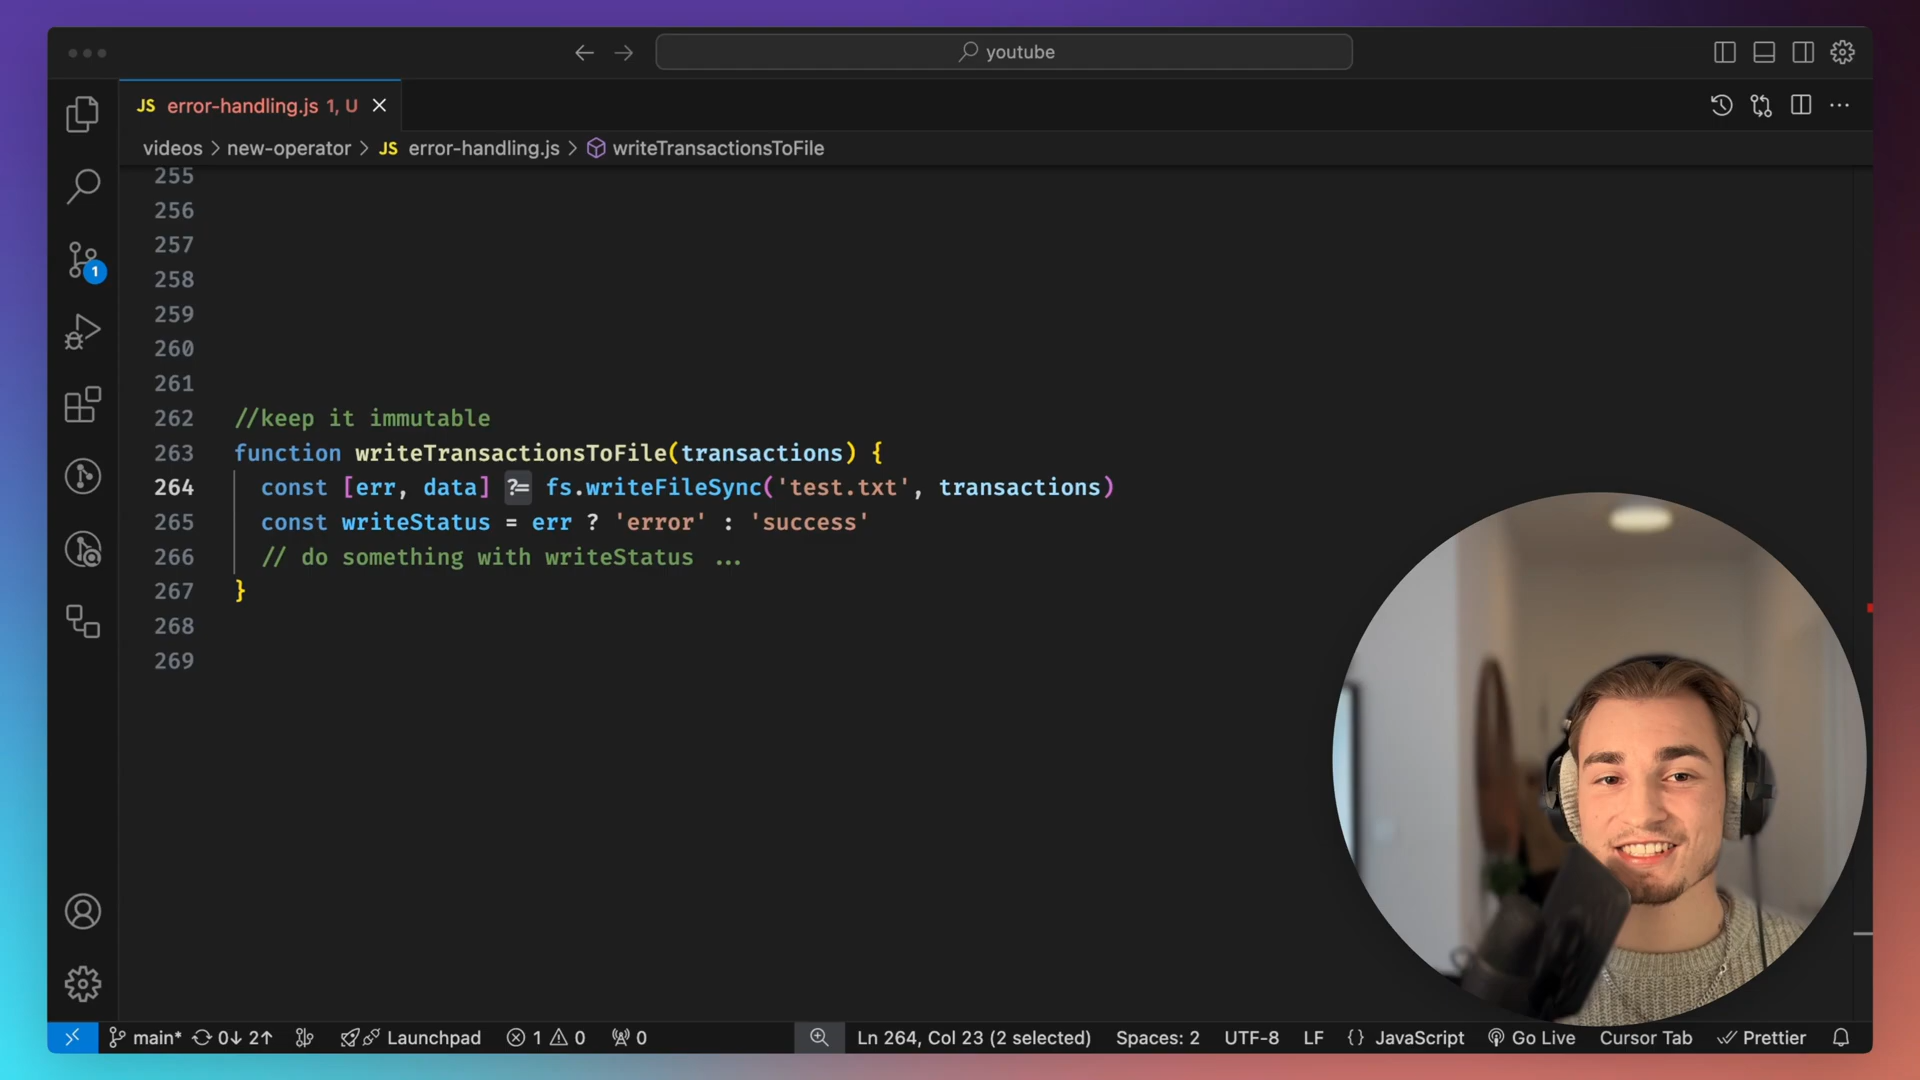 youtube
JS error-handling.js 1, U
videos > new-operator > JS error-handling.js > writeTransactionsToFile
255
256
257
258
259
260
261
262 //keep it immutable
263 function writeTransactionsToFile(transactions) {
264 const [err, data] ?= fs.writeFileSync('test.txt', transactions)
265 const writeStatus = err ? 'error' : 'success'
266 // do something with writeStatus ...
267 }
268
269
1
main* 0↓ 2↑ Launchpad 1 0 0 Ln 264, Col 23 (2 selected) Spaces: 2 UTF-8 LF {} JavaScript Go Live Cursor Tab Prettier